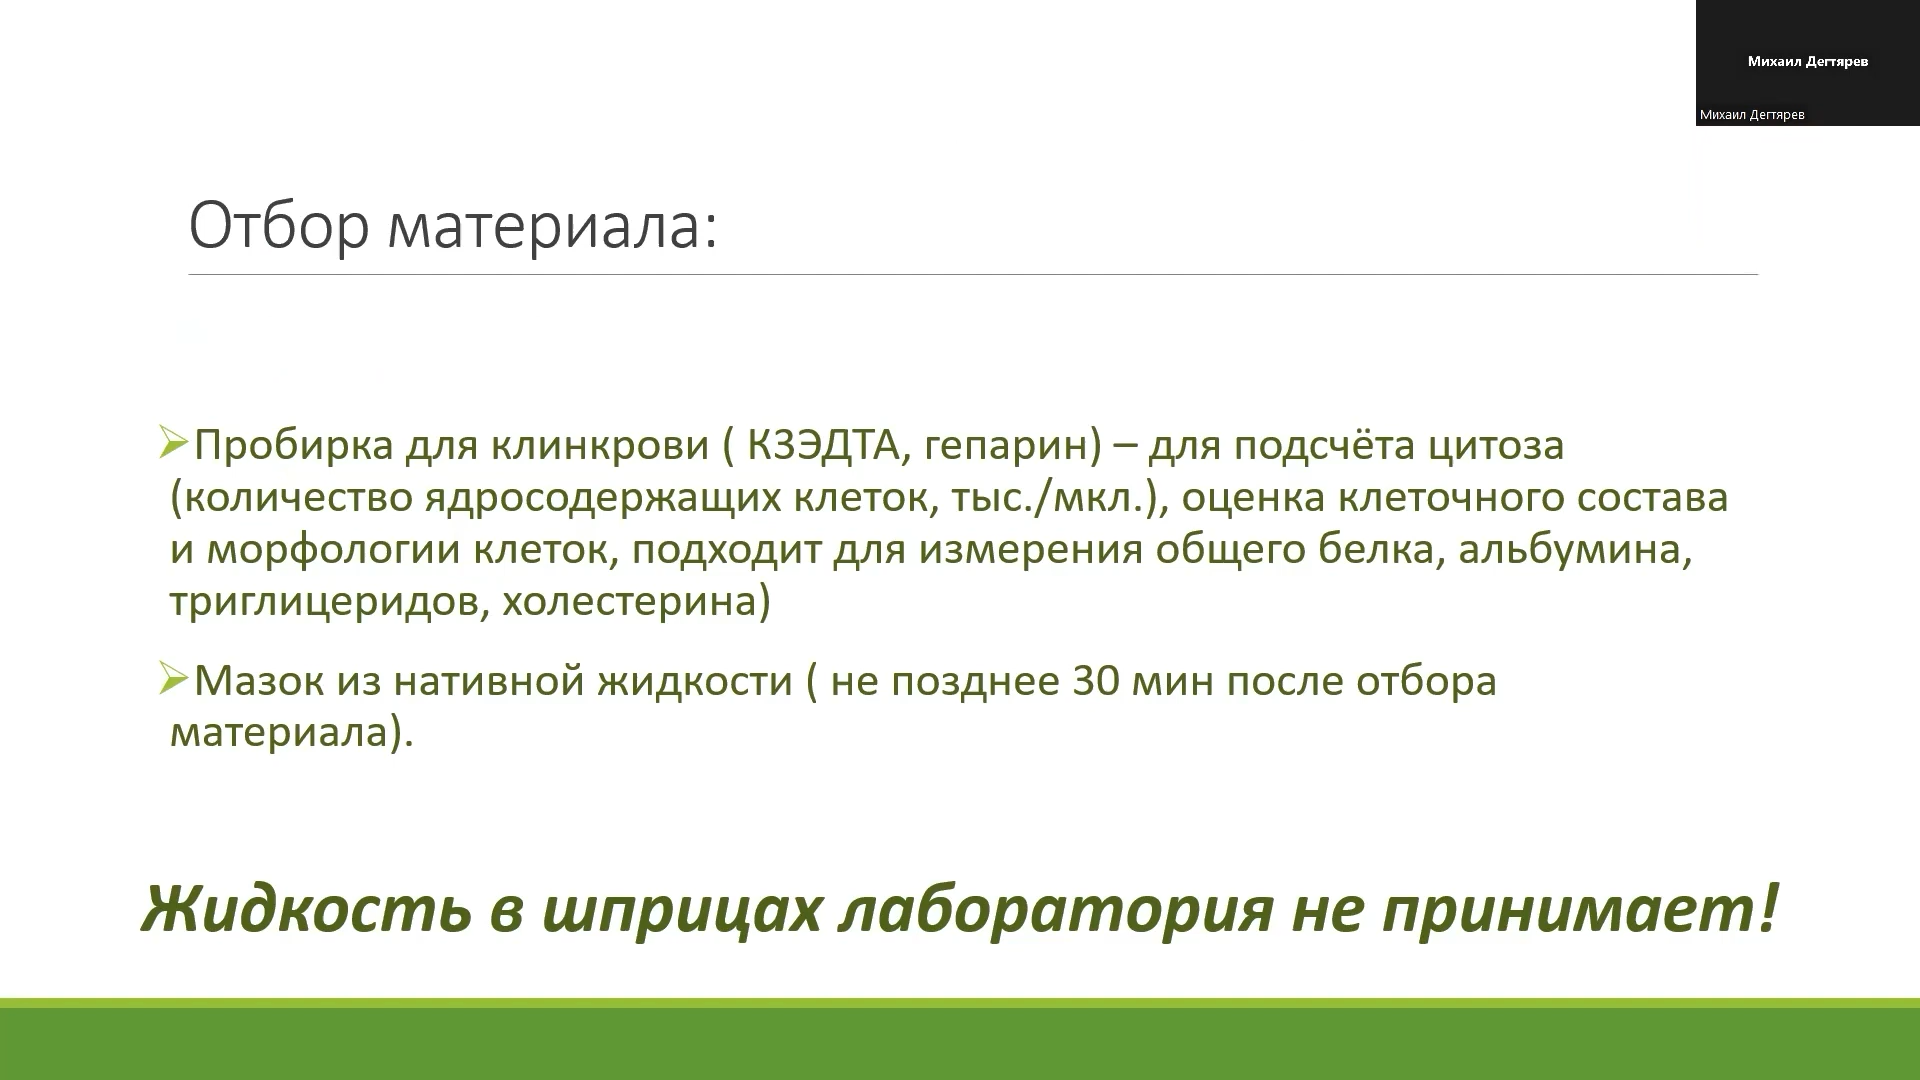 Михаил Дегтярев
Михаил Дегтярев
Отбор материала:
Пробирка для клинкрови ( КЗЭДТА, гепарин) – для подсчёта цитоза
(количество ядросодержащих клеток, тыс./мкл.), оценка клеточного состава
и морфологии клеток, подходит для измерения общего белка, альбумина,
триглицеридов, холестерина)
Мазок из нативной жидкости ( не позднее 30 мин после отбора
материала).
Жидкость в шприцах лаборатория не принимает!